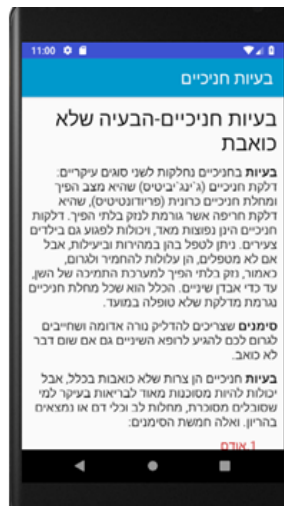 11:00
בעיות חניכיים
בעיות חניכיים-הבעיה שלא
כואבת
בעיות בחניכיים נחלקות לשני סוגים עיקריים:
דלקת חניכיים (ג'ינג'יביטיס) שהיא מצב הפיך
ומחלת חניכיים כרונית (פריודונטיטיס), שהיא
דלקת חריפה אשר גורמת לנזק בלתי הפיך. דלקות
חניכיים הינן נפוצות מאד, ויכולות לפגוע גם בילדים
צעירים. ניתן לטפל בהן במהירות וביעילות, אבל
אם לא מטפלים, הן עלולות להחמיר ולגרום,
כאמור, נזק בלתי הפיך למערכת התמיכה של השן,
עד כדי אבדן שיניים. הכלל הוא שכל מחלת חניכיים
נגרמת מדלקת שלא טופלה במועד.
סימנים שצריכים להדליק נורה אדומה ושחייבים
לגרום לכם להגיע לרופא השיניים גם אם שום דבר
לא כואב.
בעיות חניכיים הן צרות שלא כואבות בכלל, אבל
יכולות להיות מסוכנות מאוד לבריאות בעיקר למי
שסובלים מסוכרת, מחלות לב וכלי דם או נמצאים
בהריון. ואלה חמשת הסימנים:
1.אודם